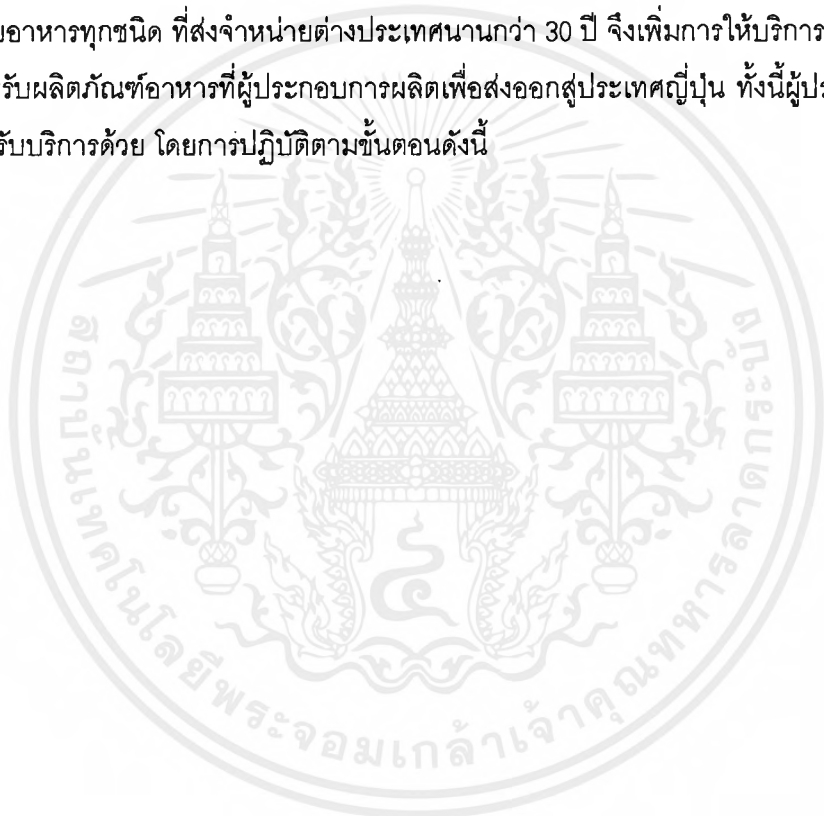 อาหารทุกชนิด ที่ส่งจำหน่ายต่างประเทศนานกว่า 30 ปี จึงเพิ่มการให้บริการ
รับผลิตภัณฑ์อาหารที่ผู้ประกอบการผลิตเพื่อส่งออกสู่ประเทศญี่ปุ่น ทั้งนี้
รับบริการด้วย โดยการปฏิบัติตามขั้นตอนดังนี้
สถาบันเทคโนโลยีพระจอมเกล้าเจ้าคุณทหารลาดกระบัง